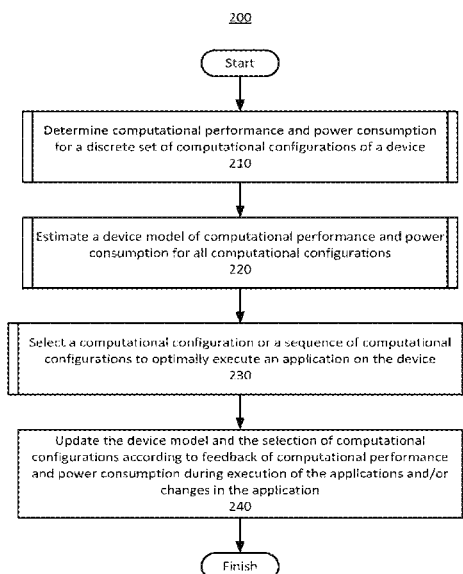 200
Start
Determine computational performance and power consumption
for a discrete set of computational configurations of a device
210
Estimate a device model of computational performance and power
consumption for all computational configurations
220
Select a computational configuration or a sequence of computational
configurations to optimally execute an application on the device
230
Update the device model and the selection of computational
configurations according to feedback of computational performance
and power consumption during execution of the applications and/or
changes in the application
240
Finish